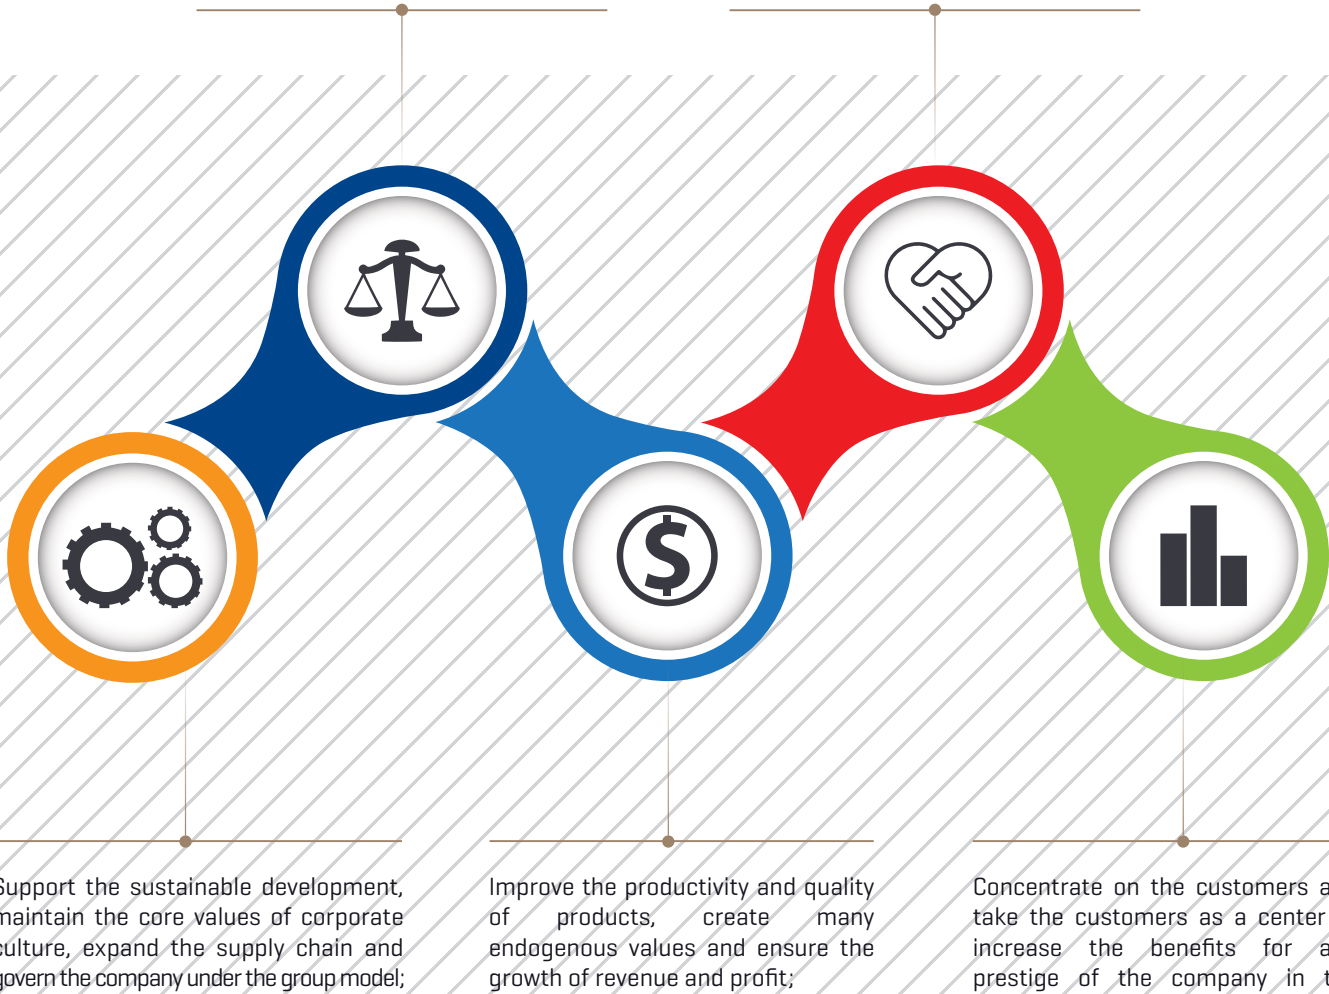 Support the sustainable development,
maintain the core values of corporate
culture, expand the supply chain and
govern the company under the group model;
Improve the productivity and quality
of products, create many
endogenous values and ensure the
growth of revenue and profit;
Concentrate on the customers
take the customers as a center
increase the benefits for
prestige of the company in